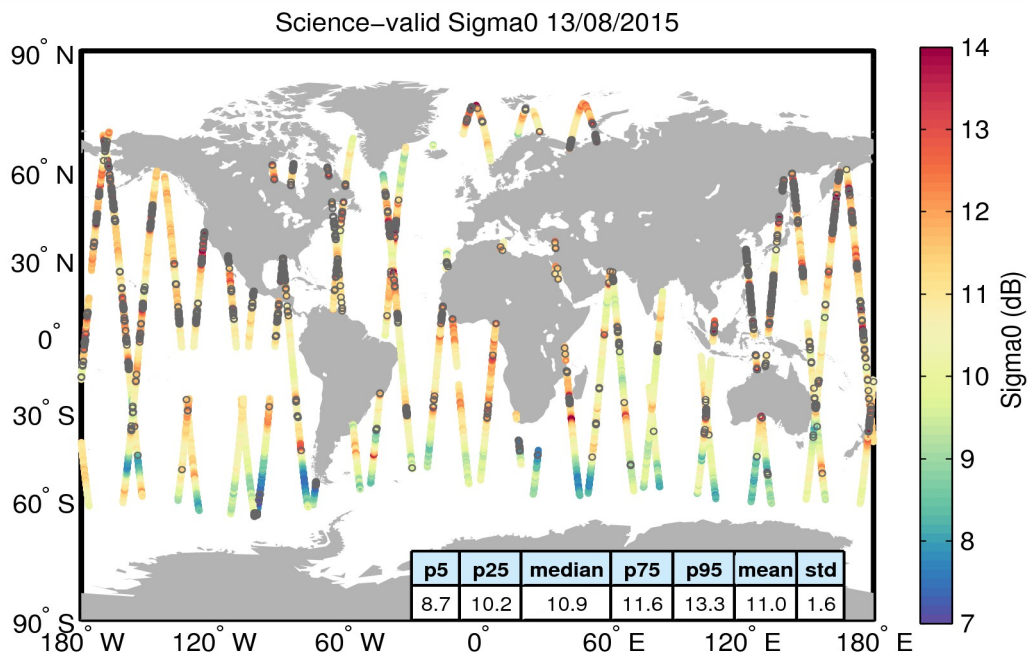 Science−valid Sigma0 13/08/2015
90° N
60° N
30° N
0°
30° S
60° S
90° S
180° W
120° W
60° W
0°
60° E
120° E
180° E
p5 p25 median p75 p95 mean std
8.7 10.2 10.9 11.6 13.3 11.0 1.6
14
13
12
11
10
9
8
7
Sigma0 (dB)